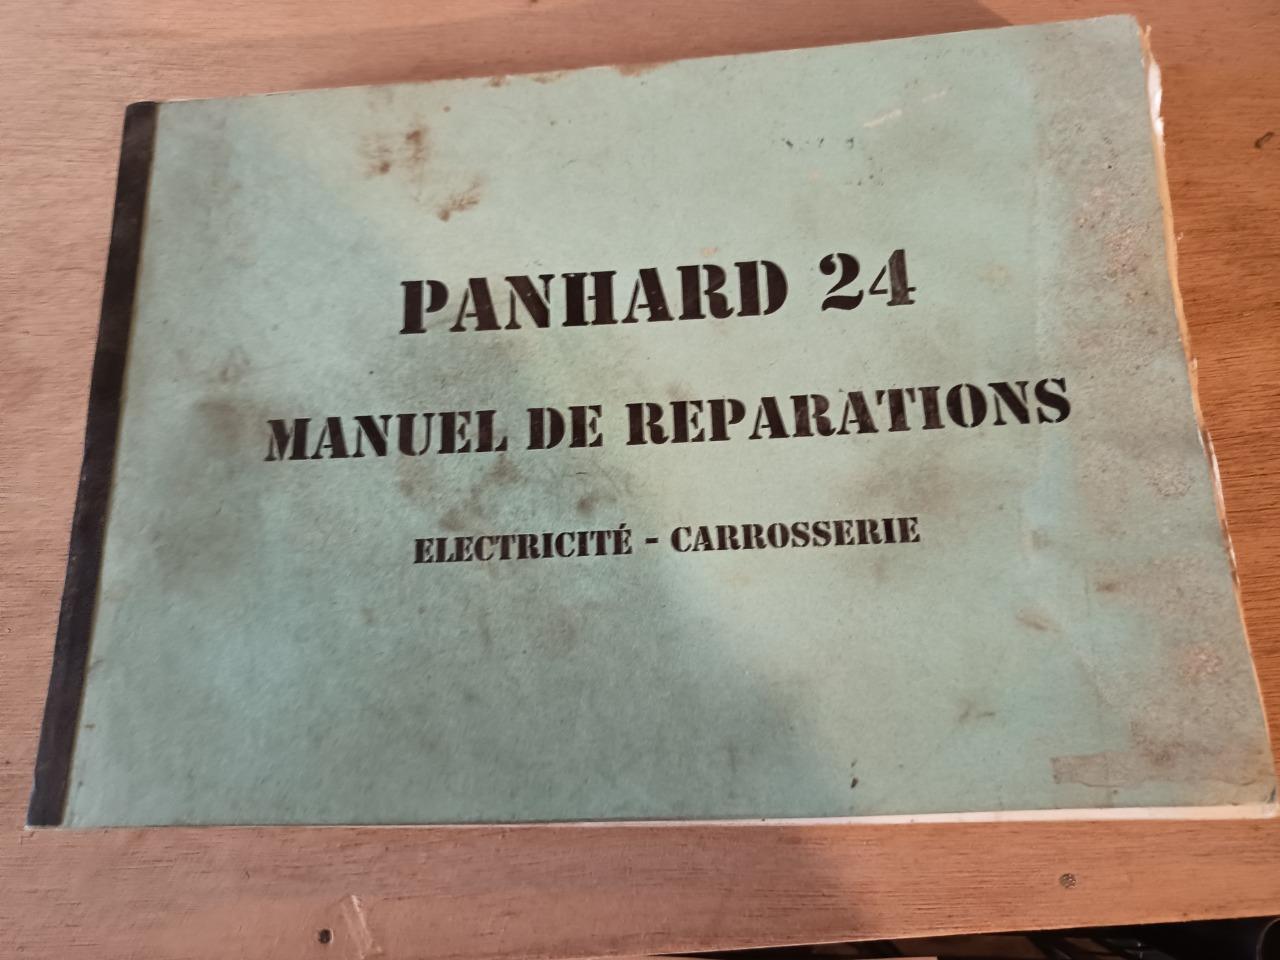 PANHARD 24
MANUEL DE REPARATIONS
ELECTRICITÉ - CARROSSERIE